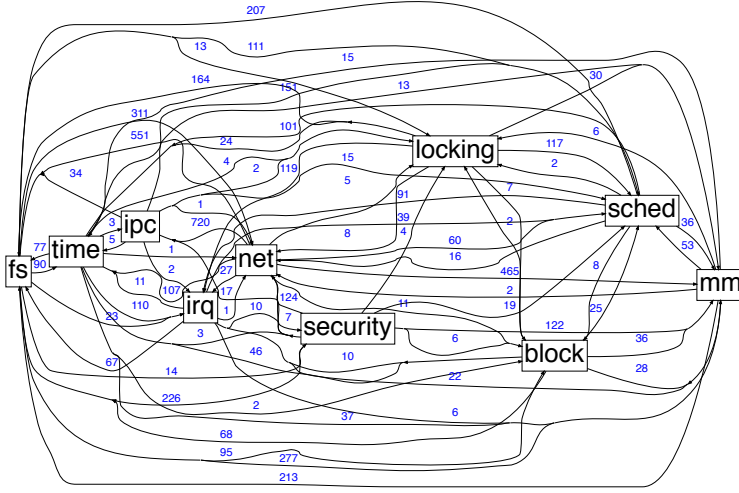 207
13 111
15
164 151 13 30
311
551 24 101 6
117
4 2 119 15 2
34 5
1 91 7
ipc 3 720 39 4 2 sched 36
locking
time 5 8 60 53
77 1 net 16
fs 90 2 27 465 8 mm
11 107 17 124 2
110 irq 1 10 11 19 25
23 7 security 122
3 6 36
46 10 block
67 14 22 28
226 2 37 6
68
95 277
213